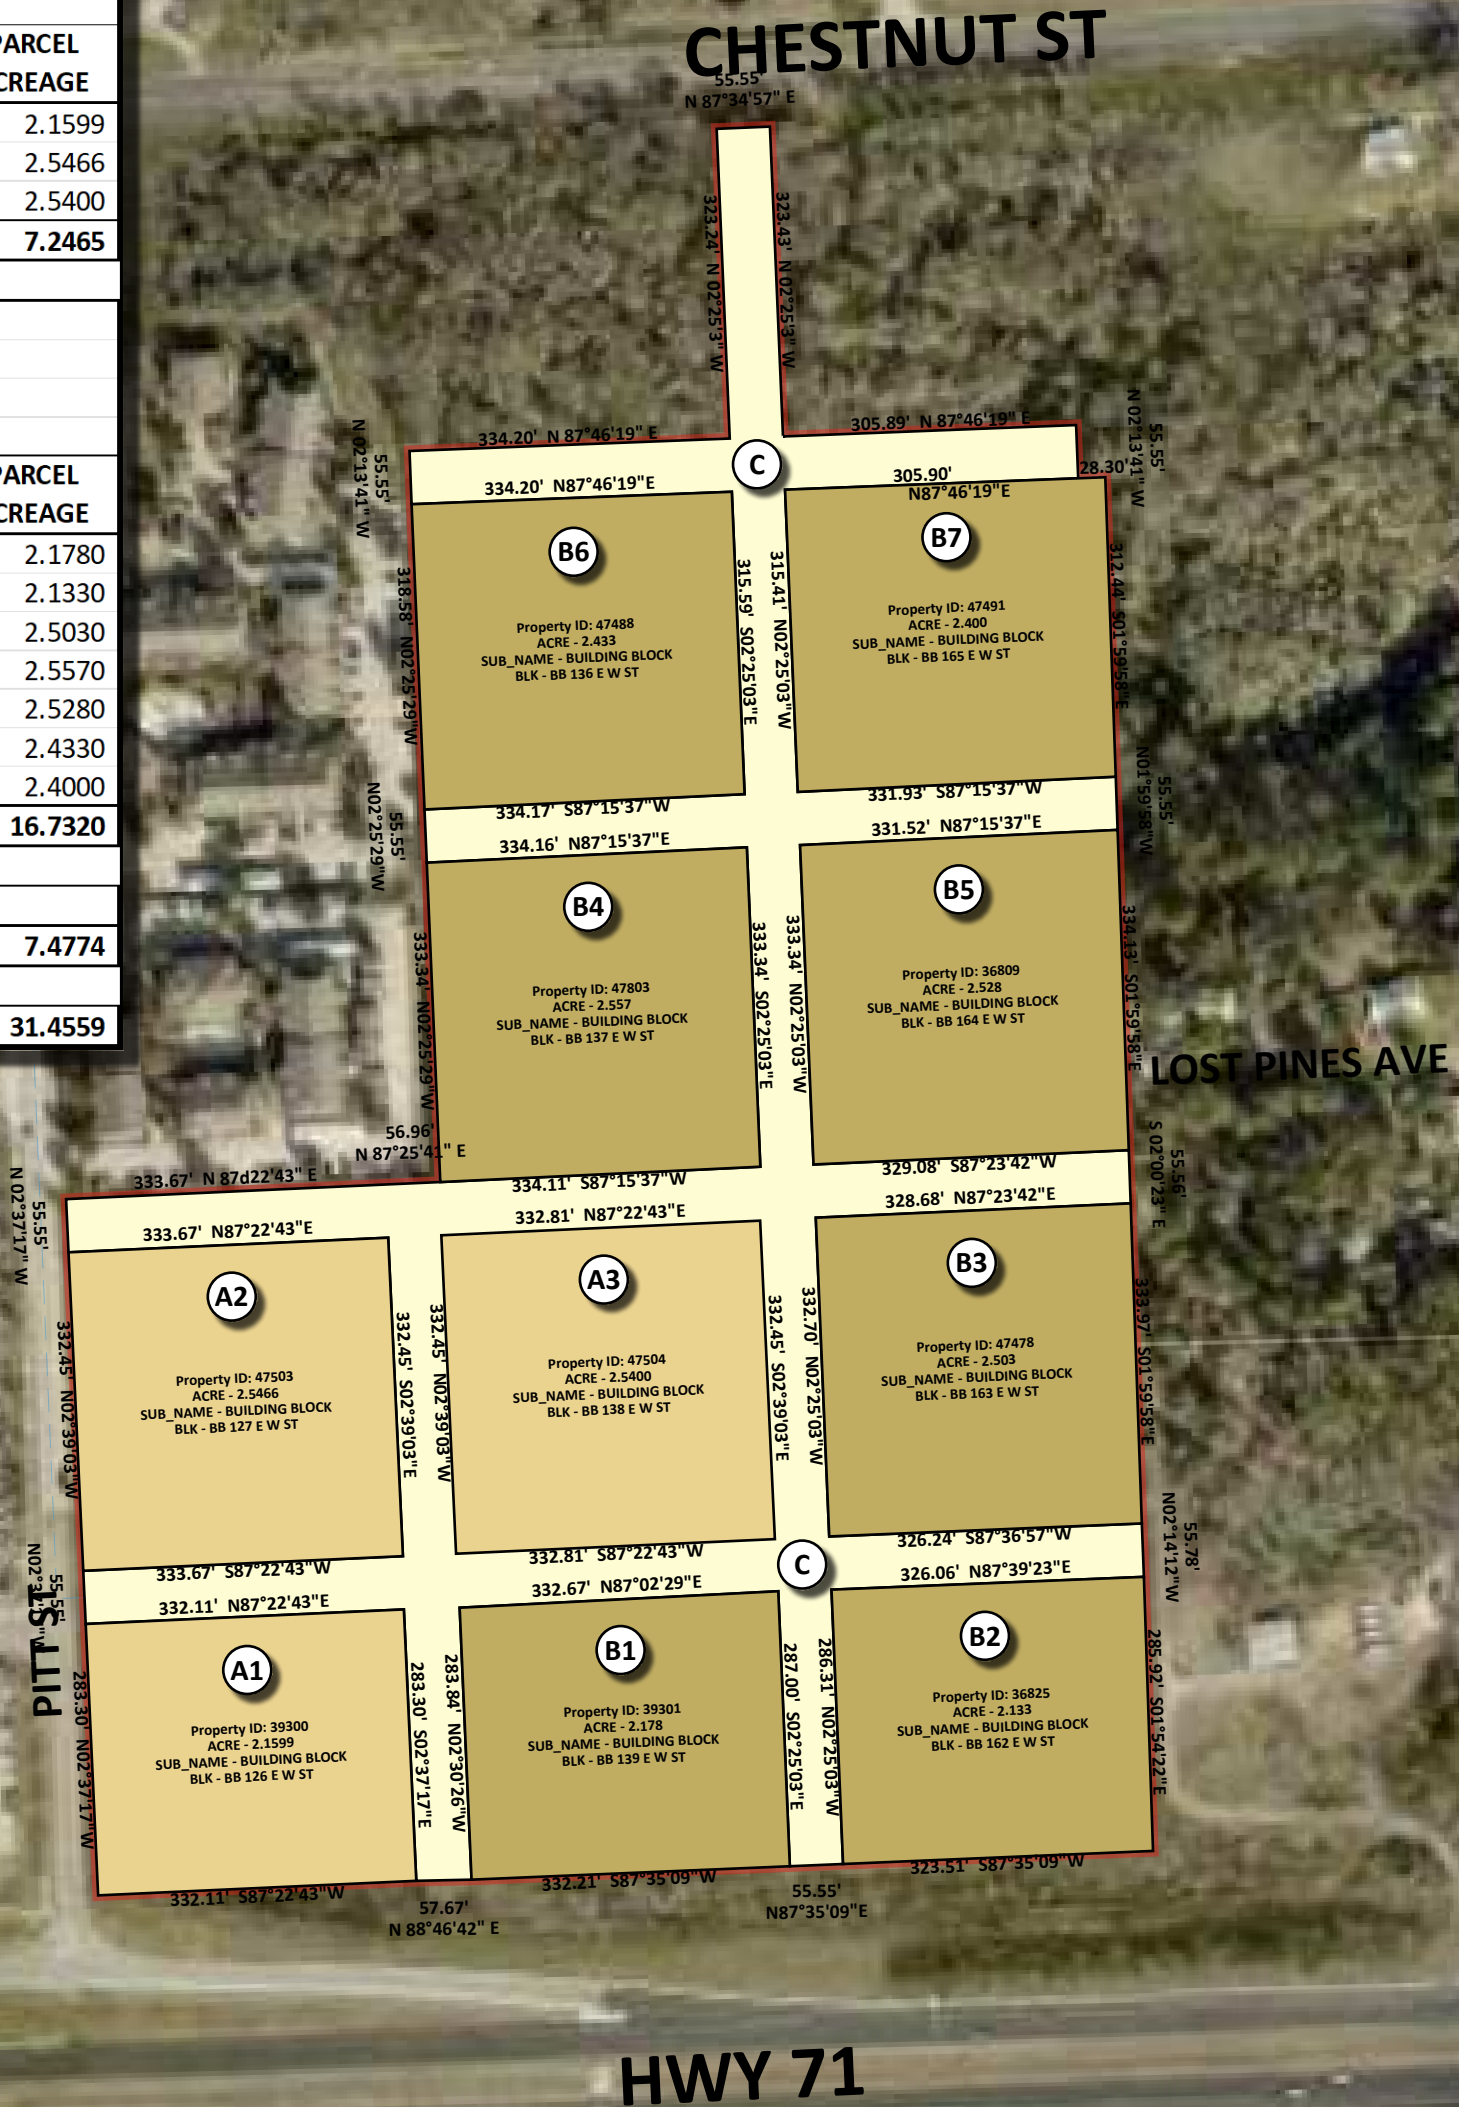 PARCEL
CREAGE
2.1599
2.5466
2.5400
7.2465
PARCEL
CREAGE
2.1780
2.1330
2.5030
2.5570
2.5280
2.4330
2.4000
16.7320
7.4774
31.4559
CHESTNUT ST
55.55'
N 87°34'57" E
323.24' N 02°25'3" W
323.43' N 02°25'3" W
334.20' N 87°46'19" E
305.89' N 87°46'19" E
55.55'
N 02°13'41" W
55.55'
N 02°13'41" W
C
28.30'
334.20' N87°46'19"E
305.90'
N87°46'19"E
B6
Property ID: 47488
ACRE - 2.433
SUB_NAME - BUILDING BLOCK
BLK - BB 136 E W ST
318.58' N02°25'29"W
315.59' S02°25'03"E
315.41' N02°25'03"W
B7
Property ID: 47491
ACRE - 2.400
SUB_NAME - BUILDING BLOCK
BLK - BB 165 E W ST
312.44' S01°59'58"E
334.17' S87°15'37"W
331.93' S87°15'37"W
55.55'
N02°25'29"W
55.55'
N01°59'58"W
334.16' N87°15'37"E
331.52' N87°15'37"E
B4
Property ID: 47803
ACRE - 2.557
SUB_NAME - BUILDING BLOCK
BLK - BB 137 E W ST
333.34' N02°25'29"W
333.34' S02°25'03"E
333.34' N02°25'03"W
B5
Property ID: 36809
ACRE - 2.528
SUB_NAME - BUILDING BLOCK
BLK - BB 164 E W ST
334.13' S01°59'58"E
LOST PINES AVE
56.96'
N 87°25'41" E
333.67' N 87d22'43" E
334.11' S87°15'37"W
329.08' S87°23'42"W
55.55'
N 02°37'17" W
55.56'
S 02°00'23" E
333.67' N87°22'43"E
332.81' N87°22'43"E
328.68' N87°23'42"E
A2
Property ID: 47503
ACRE - 2.5466
SUB_NAME - BUILDING BLOCK
BLK - BB 127 E W ST
332.45' N02°39'03"W
332.45' S02°39'03"E
332.45' N02°39'03"W
A3
Property ID: 47504
ACRE - 2.5400
SUB_NAME - BUILDING BLOCK
BLK - BB 138 E W ST
332.45' S02°39'03"E
332.70' N02°25'03"W
B3
Property ID: 47478
ACRE - 2.503
SUB_NAME - BUILDING BLOCK
BLK - BB 163 E W ST
333.97' S01°59'58"E
333.67' S87°22'43"W
332.81' S87°22'43"W
326.24' S87°36'57"W
C
55.55'
55.78'
N02°14'12"W
332.11' N87°22'43"E
332.67' N87°02'29"E
326.06' N87°39'23"E
PITT ST
A1
Property ID: 39300
ACRE - 2.1599
SUB_NAME - BUILDING BLOCK
BLK - BB 126 E W ST
283.30' N02°37'17"W
283.30' S02°37'17"E
283.84' N02°30'26"W
B1
Property ID: 39301
ACRE - 2.178
SUB_NAME - BUILDING BLOCK
BLK - BB 139 E W ST
287.00' S02°25'03"E
286.31' N02°25'03"W
B2
Property ID: 36825
ACRE - 2.133
SUB_NAME - BUILDING BLOCK
BLK - BB 162 E W ST
285.92' S01°54'22"E
332.11' S87°22'43"W
332.21' S87°35'09"W
323.51' S87°35'09"W
57.67'
N 88°46'42" E
55.55'
N87°35'09"E
HWY 71